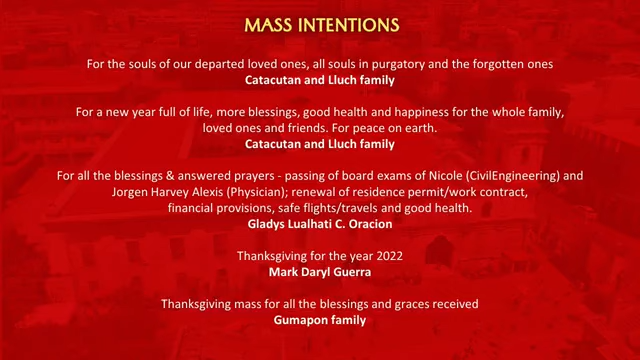 MASS INTENTIONS
For the souls of our departed loved ones, all souls in purgatory and the forgotten ones
Catacutan and Lluch family
For a new year full of life, more blessings, good health and happiness for the whole family,
loved ones and friends. For peace on earth.
Catacutan and Lluch family
For all the blessings & answered prayers - passing of board exams of Nicole (CivilEngineering) and
Jorgen Harvey Alexis (Physician); renewal of residence permit/work contract,
financial provisions, safe flights/travels and good health.
Gladys Lualhati C. Oracion
Thanksgiving for the year 2022
Mark Daryl Guerra
Thanksgiving mass for all the blessings and graces received
Gumapon family